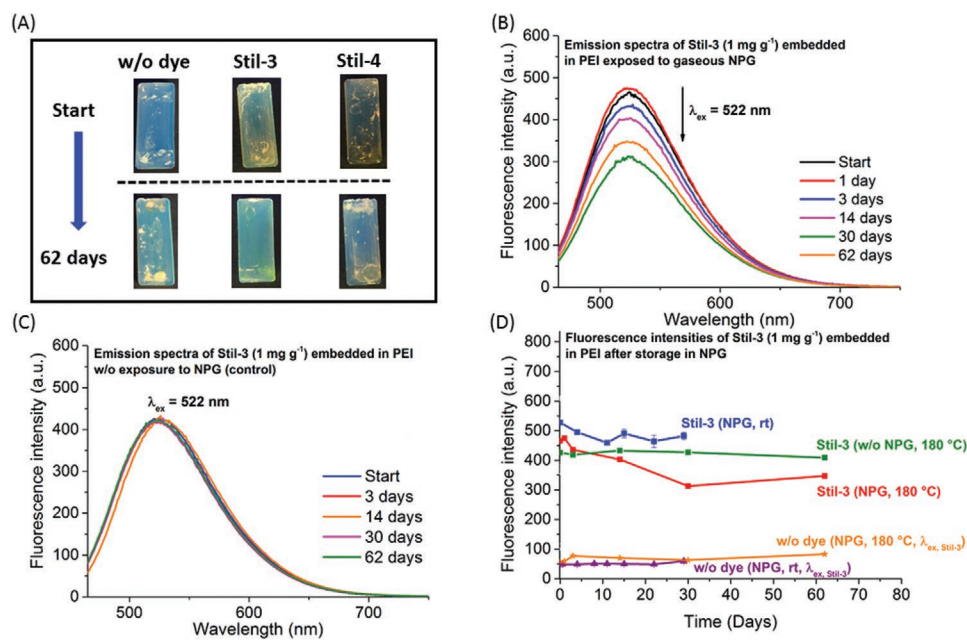 (A)
w/o dye Stil-3 Stil-4
Start
62 days
(B)
Emission spectra of Stil-3 (1 mg g⁻¹) embedded
in PEI exposed to gaseous NPG
λex = 522 nm
Start
1 day
3 days
14 days
30 days
62 days
Fluorescence intensity (a.u.)
600
500
400
300
200
100
0
500 600 700
Wavelength (nm)
(C)
Emission spectra of Stil-3 (1 mg g⁻¹) embedded in PEI
w/o exposure to NPG (control)
λex = 522 nm
Start
3 days
14 days
30 days
62 days
Fluorescence intensity (a.u.)
600
500
400
300
200
100
0
500 600 700
Wavelength (nm)
(D)
Fluorescence intensities of Stil-3 (1 mg g⁻¹) embedded
in PEI after storage in NPG
Stil-3 (NPG, rt)
Stil-3 (w/o NPG, 180 °C)
Stil-3 (NPG, 180 °C)
w/o dye (NPG, 180 °C, λex, Stil-3)
w/o dye (NPG, rt, λex, Stil-3)
Fluorescence intensity (a.u.)
600
500
400
300
200
100
0
0 10 20 30 40 50 60 70 80
Time (Days)